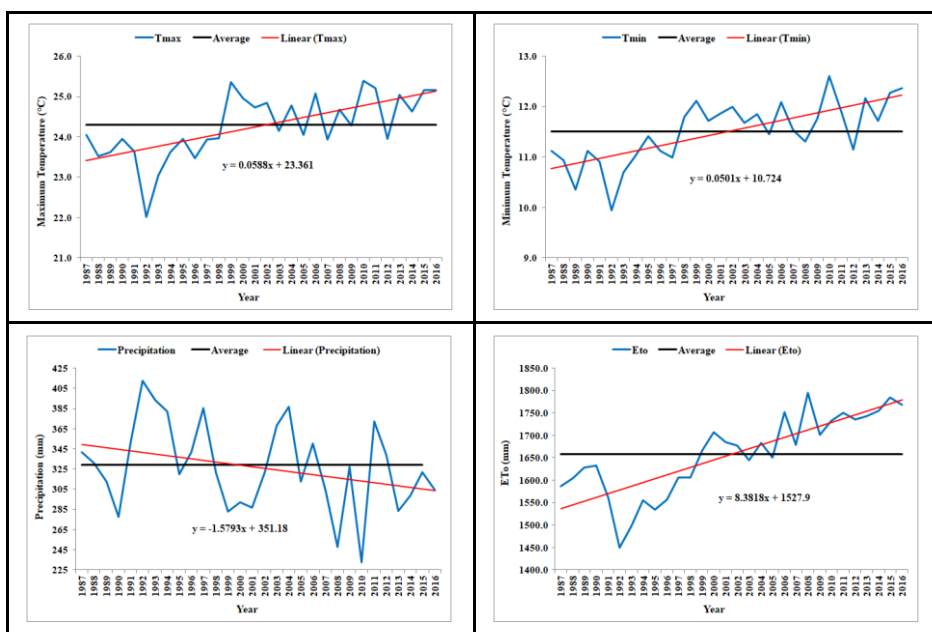 Tmax Average Linear (Tmax)
26.0
25.0
24.0
23.0
22.0
21.0
Maximum Temperature (°C)
y = 0.0588x + 23.361
1987 1988 1989 1990 1991 1992 1993 1994 1995 1996 1997 1998 1999 2000 2001 2002 2003 2004 2005 2006 2007 2008 2009 2010 2011 2012 2013 2014 2015 2016
Year
Tmin Average Linear (Tmin)
13.0
12.0
11.0
10.0
9.0
Minimum Temperature (°C)
y = 0.0501x + 10.724
1987 1988 1989 1990 1991 1992 1993 1994 1995 1996 1997 1998 1999 2000 2001 2002 2003 2004 2005 2006 2007 2008 2009 2010 2011 2012 2013 2014 2015 2016
Year
Precipitation Average Linear (Precipitation)
425
405
385
365
345
325
305
285
265
245
225
Precipitation (mm)
y = -1.5793x + 351.18
1987 1988 1989 1990 1991 1992 1993 1994 1995 1996 1997 1998 1999 2000 2001 2002 2003 2004 2005 2006 2007 2008 2009 2010 2011 2012 2013 2014 2015 2016
Year
Eto Average Linear (Eto)
1850.0
1800.0
1750.0
1700.0
1650.0
1600.0
1550.0
1500.0
1450.0
1400.0
ETo (mm)
y = 8.3818x + 1527.9
1987 1988 1989 1990 1991 1992 1993 1994 1995 1996 1997 1998 1999 2000 2001 2002 2003 2004 2005 2006 2007 2008 2009 2010 2011 2012 2013 2014 2015 2016
Year